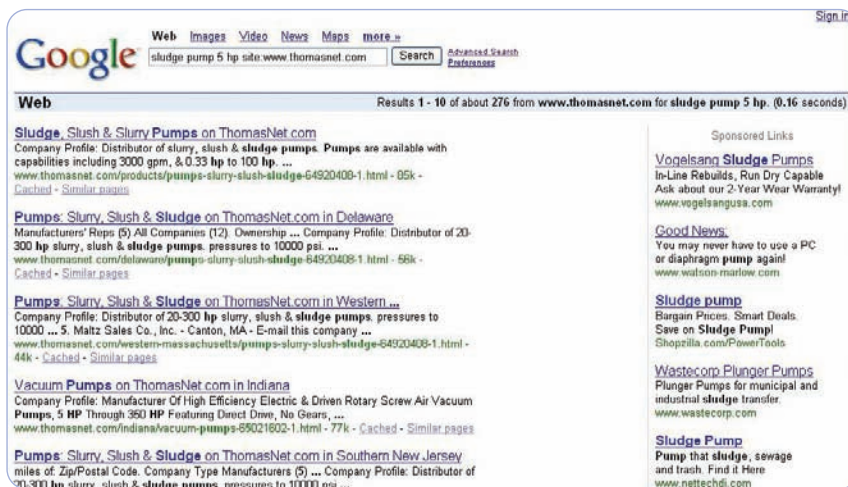 Sign in
Web Images Video News Maps more »
Google
sludge pump 5 hp site:www.thomasnet.com
Search
Advanced Search
Preferences
Web
Results 1 - 10 of about 276 from www.thomasnet.com for sludge pump 5 hp. (0.16 seconds)
Sludge, Slush & Slurry Pumps on ThomasNet.com
Company Profile: Distributor of slurry, slush & sludge pumps. Pumps are available with
capabilities including 3000 gpm, & 0.33 hp to 100 hp. ...
www.thomasnet.com/products/pumps-slurry-slush-sludge-64920408-1.html - 85k -
Cached - Similar pages
Pumps: Slurry, Slush & Sludge on ThomasNet.com in Delaware
Manufacturers' Reps (5) All Companies (12). Ownership ... Company Profile: Distributor of 20-
300 hp slurry, slush & sludge pumps. pressures to 10000 psi. ...
www.thomasnet.com/delaware/pumps-slurry-slush-sludge-64920408-1.html - 56k -
Cached - Similar pages
Pumps: Slurry, Slush & Sludge on ThomasNet.com in Western ...
Company Profile: Distributor of 20-300 hp slurry, slush & sludge pumps. pressures to
10000 ... 5. Maltz Sales Co., Inc. - Canton, MA - E-mail this company ...
www.thomasnet.com/western-massachusetts/pumps-slurry-slush-sludge-64920408-1.html -
44k - Cached - Similar pages
Vacuum Pumps on ThomasNet.com in Indiana
Company Profile: Manufacturer Of High Efficiency Electric & Driven Rotary Screw Air Vacuum
Pumps, 5 HP Through 350 HP Featuring Direct Drive, No Gears, ...
www.thomasnet.com/indiana/vacuum-pumps-65021602-1.html - 77k - Cached - Similar pages
Pumps: Slurry, Slush & Sludge on ThomasNet.com in Southern New Jersey
miles of: Zip/Postal Code. Company Type Manufacturers (5) ... Company Profile: Distributor of
20-300 hp slurry, slush & sludge pumps. pressures to 10000 psi. ...
Sponsored Links
Vogelsang Sludge Pumps
In-Line Rebuilds, Run Dry Capable
Ask about our 2-Year Wear Warranty!
www.vogelsangusa.com
Good News:
You may never have to use a PC
or diaphragm pump again!
www.watson-marlow.com
Sludge pump
Bargain Prices. Smart Deals.
Save on Sludge Pump!
Shopzilla.com/PowerTools
Wastecorp Plunger Pumps
Plunger Pumps for municipal and
industrial sludge transfer.
www.wastecorp.com
Sludge Pump
Pump that sludge, sewage
and trash. Find it Here
www.nettechdi.com